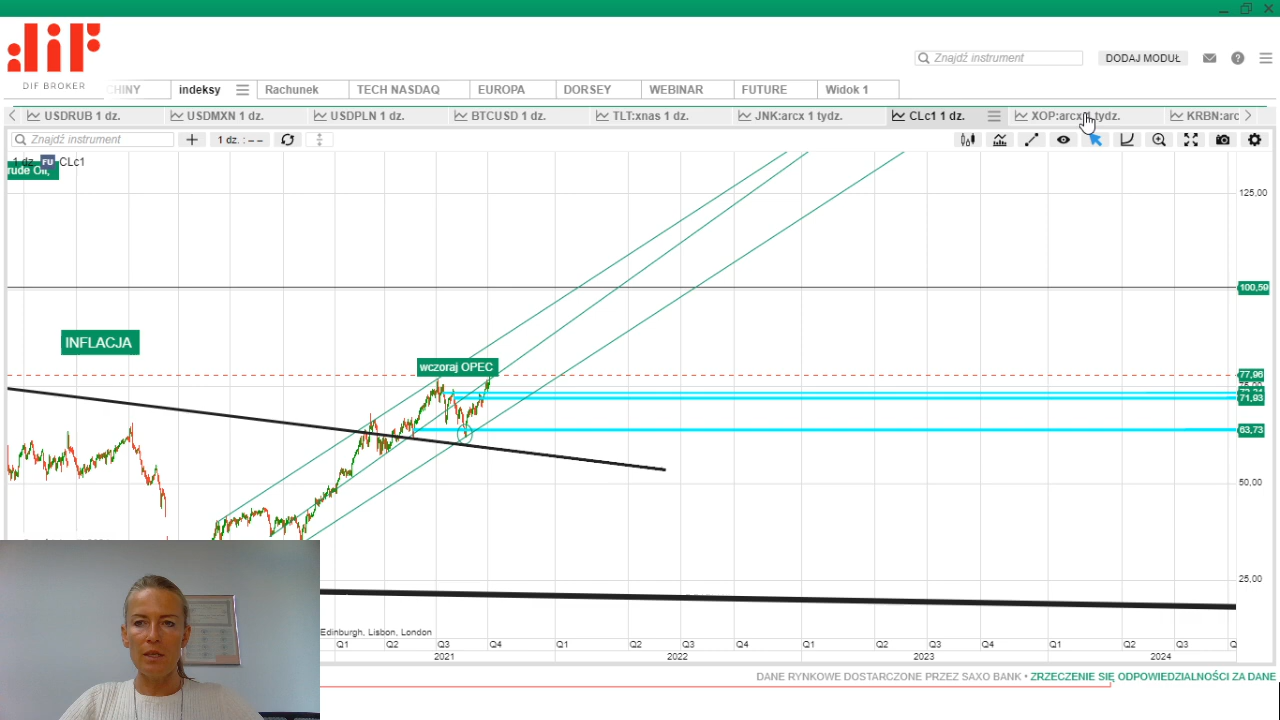 DIF BROKER
Znajdź instrument
DODAJ MODUŁ
CHINY
indeksy
Rachunek
TECH NASDAQ
EUROPA
DORSEY
WEBINAR
FUTURE
Widok 1
USDRUB 1 dz.
USDMXN 1 dz.
USDPLN 1 dz.
BTCUSD 1 dz.
TLT:xnas 1 dz.
JNK:arcx 1 tydz.
CLc1 1 dz.
XOP:arcx 1 tydz.
KRBN:arc
Znajdź instrument
1 dz. : – –
1 dz.
FU
CLc1
rude Oil,
125,00
100,59
INFLACJA
wczoraj OPEC
77,96
71,93
63,73
50,00
25,00
Edinburgh, Lisbon, London
Q1 Q2 Q3 Q4 Q1 Q2 Q3 Q4 Q1 Q2 Q3 Q4 Q1 Q2 Q3
2021 2022 2023 2024
DANE RYNKOWE DOSTARCZONE PRZEZ SAXO BANK • ZRZECZENIE SIĘ ODPOWIEDZIALNOŚCI ZA DANE